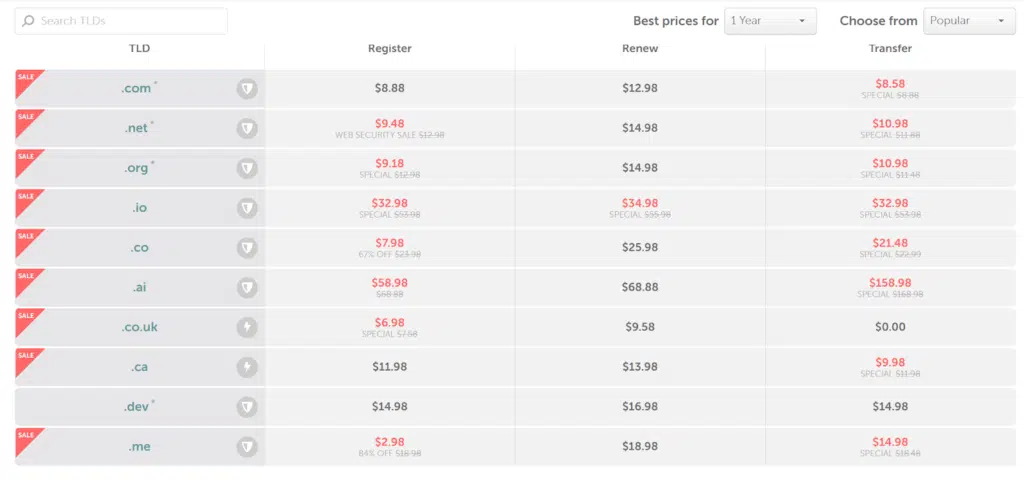 Search TLDs Best prices for 1 Year Choose from Popular
TLD Register Renew Transfer
SALE .com * $8.88 $12.98 $8.58
SPECIAL $8.88
SALE .net * $9.48 $14.98 $10.98
WEB SECURITY SALE $12.98 SPECIAL $11.88
SALE .org * $9.18 $14.98 $10.98
SPECIAL $12.98 SPECIAL $11.48
SALE .io $32.98 $34.98 $32.98
SPECIAL $53.98 SPECIAL $55.98 SPECIAL $53.98
SALE .co $7.98 $25.98 $21.48
67% OFF $23.98 SPECIAL $22.99
SALE .ai $58.98 $68.88 $158.98
$68.88 SPECIAL $168.98
SALE .co.uk $6.98 $9.58 $0.00
SPECIAL $7.58
SALE .ca $11.98 $13.98 $9.98
SPECIAL $11.98
.dev * $14.98 $16.98 $14.98
SALE .me $2.98 $18.98 $14.98
84% OFF $18.98 SPECIAL $18.48